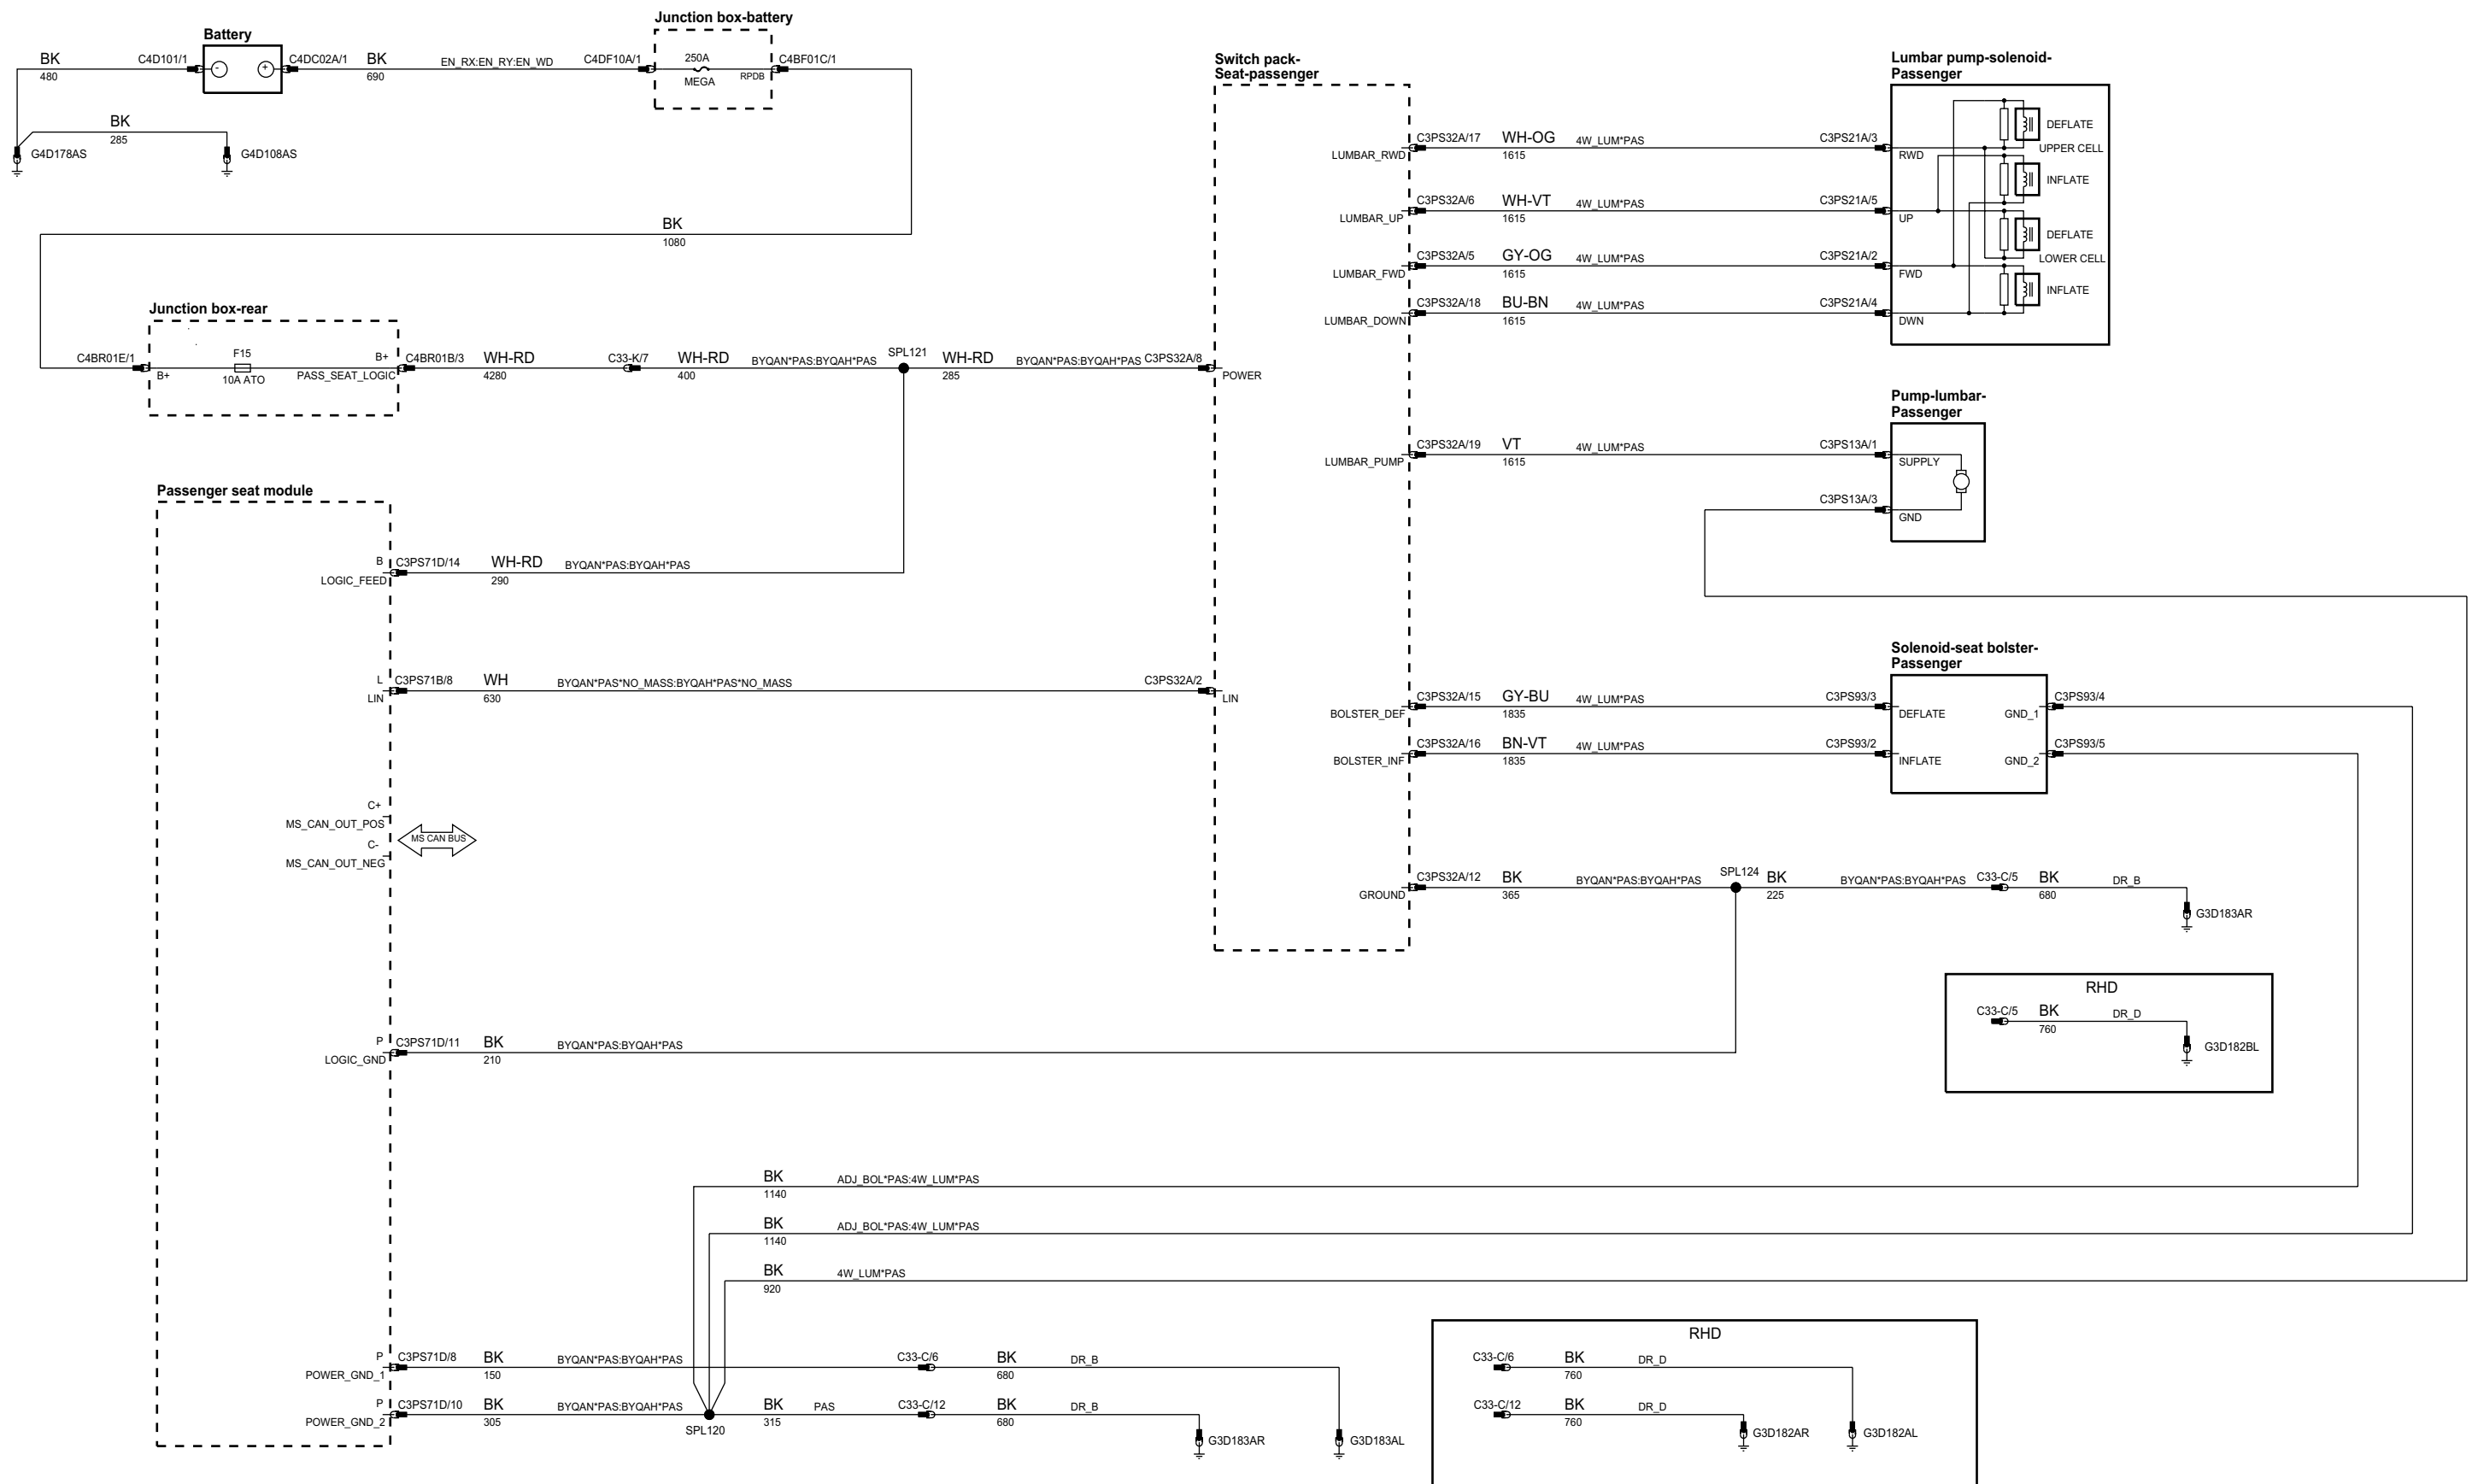 Battery
BK
480
C4D101/1
-
+
C4DC02A/1
BK
690
EN_RX:EN_RY:EN_WD
C4DF10A/1
Junction box-battery
250A
MEGA
RPDB
C4BF01C/1
BK
285
G4D178AS
G4D108AS
BK
1080
Junction box-rear
C4BR01E/1
B+
F15
10A ATO
B+
PASS_SEAT_LOGIC
C4BR01B/3
WH-RD
4280
C33-K/7
WH-RD
400
BYQAN*PAS:BYQAH*PAS
SPL121
WH-RD
285
BYQAN*PAS:BYQAH*PAS
C3PS32A/8
Switch pack-
Seat-passenger
POWER
LUMBAR_RWD
C3PS32A/17
WH-OG
1615
4W_LUM*PAS
C3PS21A/3
LUMBAR_UP
C3PS32A/6
WH-VT
1615
4W_LUM*PAS
C3PS21A/5
LUMBAR_FWD
C3PS32A/5
GY-OG
1615
4W_LUM*PAS
C3PS21A/2
LUMBAR_DOWN
C3PS32A/18
BU-BN
1615
4W_LUM*PAS
C3PS21A/4
Lumbar pump-solenoid-
Passenger
RWD
UP
FWD
DWN
DEFLATE
UPPER CELL
INFLATE
DEFLATE
LOWER CELL
INFLATE
LUMBAR_PUMP
C3PS32A/19
VT
1615
4W_LUM*PAS
C3PS13A/1
Pump-lumbar-
Passenger
SUPPLY
C3PS13A/3
GND
Passenger seat module
B
LOGIC_FEED
C3PS71D/14
WH-RD
290
BYQAN*PAS:BYQAH*PAS
L
LIN
C3PS71B/8
WH
630
BYQAN*PAS*NO_MASS:BYQAH*PAS*NO_MASS
C3PS32A/2
LIN
C+
MS_CAN_OUT_POS
C-
MS_CAN_OUT_NEG
MS CAN BUS
BOLSTER_DEF
C3PS32A/15
GY-BU
1835
4W_LUM*PAS
C3PS93/3
BOLSTER_INF
C3PS32A/16
BN-VT
1835
4W_LUM*PAS
C3PS93/2
Solenoid-seat bolster-
Passenger
DEFLATE
INFLATE
GND_1
GND_2
C3PS93/4
C3PS93/5
GROUND
C3PS32A/12
BK
365
BYQAN*PAS:BYQAH*PAS
SPL124
BK
225
BYQAN*PAS:BYQAH*PAS
C33-C/5
BK
680
DR_B
G3D183AR
RHD
C33-C/5
BK
760
DR_D
G3D182BL
P
LOGIC_GND
C3PS71D/11
BK
210
BYQAN*PAS:BYQAH*PAS
BK
1140
ADJ_BOL*PAS:4W_LUM*PAS
BK
1140
ADJ_BOL*PAS:4W_LUM*PAS
BK
920
4W_LUM*PAS
P
POWER_GND_1
C3PS71D/8
BK
150
BYQAN*PAS:BYQAH*PAS
C33-C/6
BK
680
DR_B
P
POWER_GND_2
C3PS71D/10
BK
305
BYQAN*PAS:BYQAH*PAS
SPL120
BK
315
PAS
C33-C/12
BK
680
DR_B
G3D183AR
G3D183AL
RHD
C33-C/6
BK
760
DR_D
C33-C/12
BK
760
DR_D
G3D182AR
G3D182AL